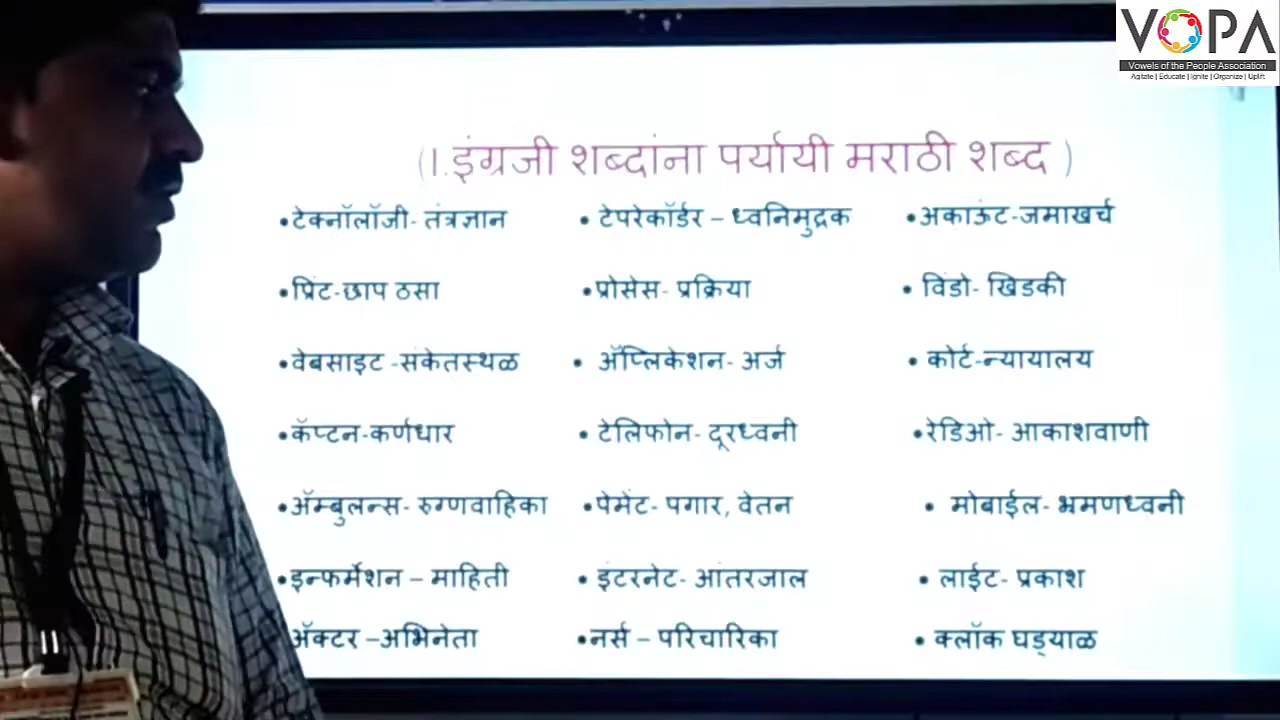 VOPA
Vowels of the People Association
Agitate | Educate | Ignite | Organize | Uplift
(1.इंग्रजी शब्दांना पर्यायी मराठी शब्द )
•टेक्नॉलॉजी- तंत्रज्ञान • टेपरेकॉर्डर – ध्वनिमुद्रक •अकाऊंट-जमाखर्च
•प्रिंट-छाप ठसा •प्रोसेस- प्रक्रिया • विंडो- खिडकी
•वेबसाइट -संकेतस्थळ • ॲप्लिकेशन- अर्ज • कोर्ट-न्यायालय
•कॅप्टन-कर्णधार • टेलिफोन- दूरध्वनी •रेडिओ- आकाशवाणी
•ॲम्बुलन्स- रुग्णवाहिका •पेमेंट- पगार, वेतन • मोबाईल- भ्रमणध्वनी
•इन्फर्मेशन – माहिती • इंटरनेट- आंतरजाल • लाईट- प्रकाश
ॲक्टर –अभिनेता •नर्स – परिचारिका • क्लॉक घड्याळ